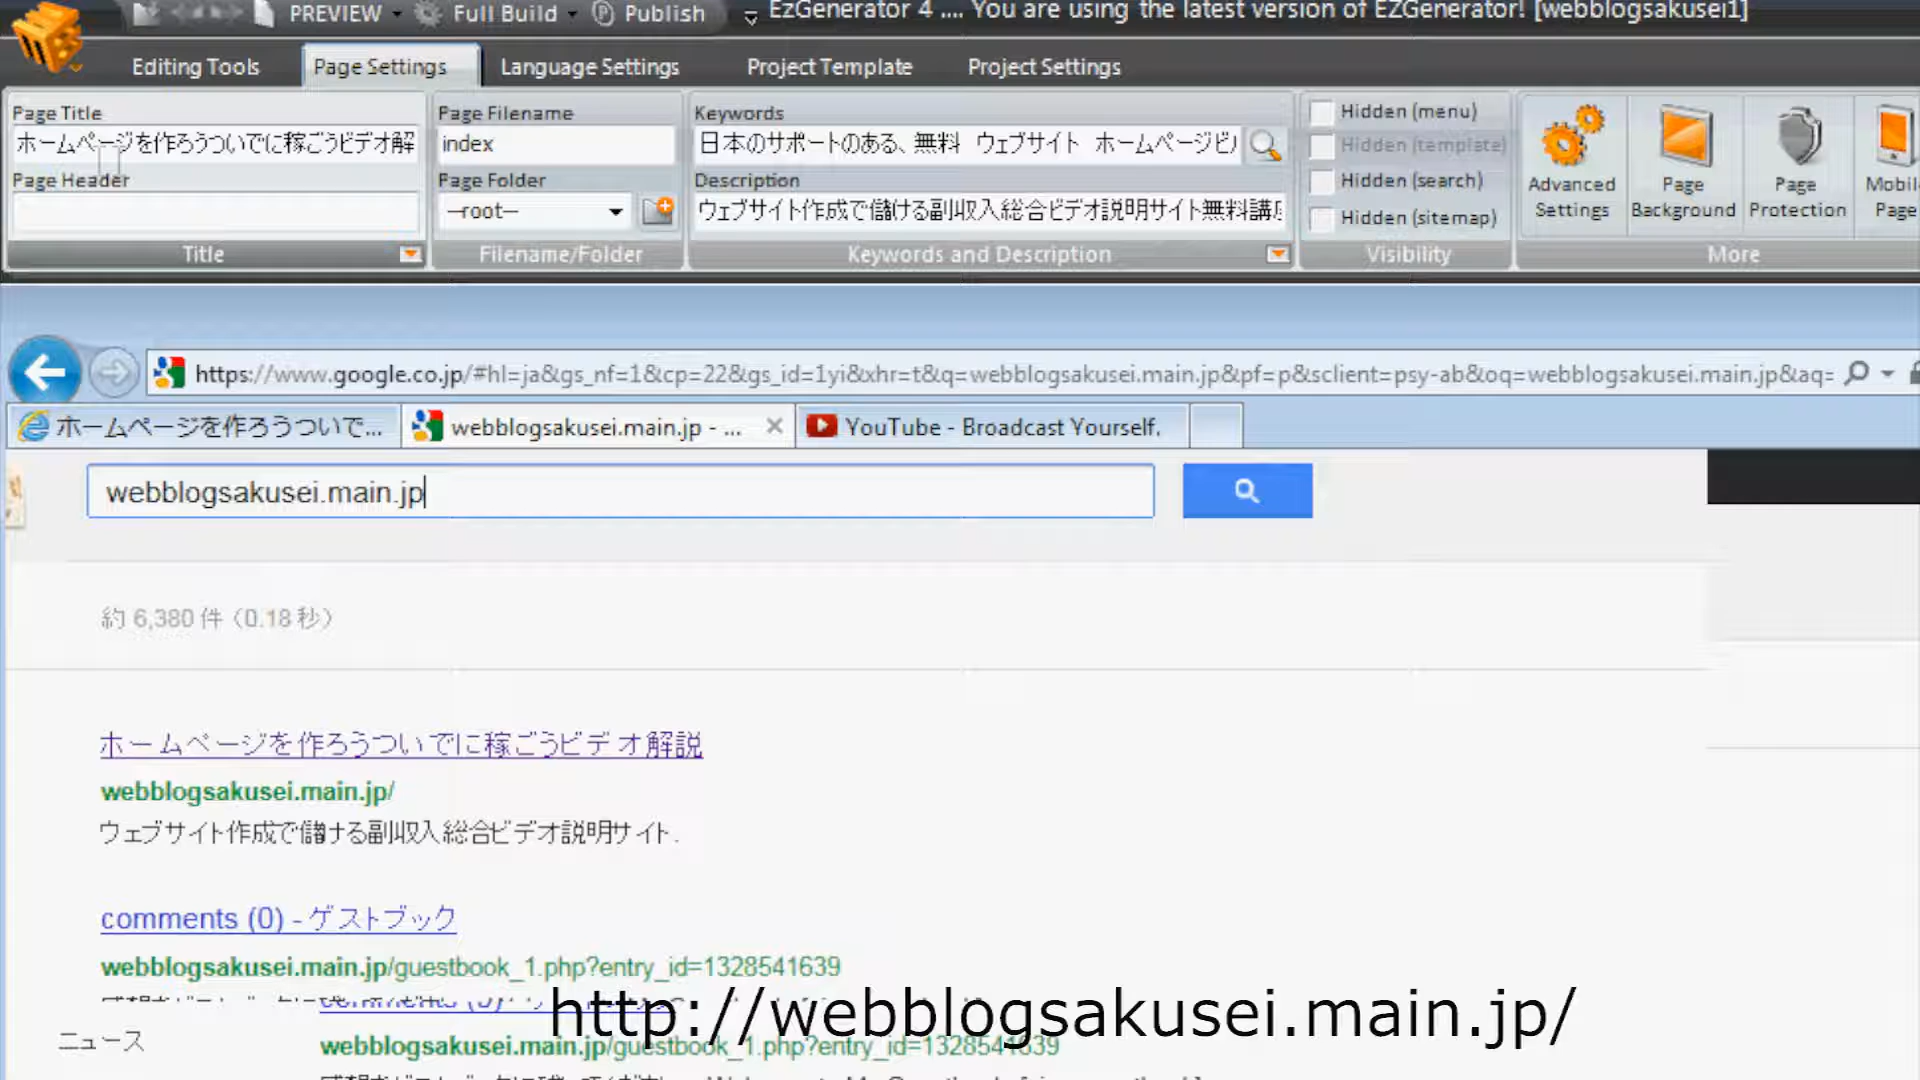 PREVIEW Full Build Publish EzGenerator 4 .... You are using the latest version of EZGenerator! [webblogsakusei1]
Editing Tools Page Settings Language Settings Project Template Project Settings
Page Title Page Filename Keywords Hidden (menu)
ホームページを作ろうついでに稼ごうビデオ解 index 日本のサポートのある、無料 ウェブサイト ホームページビ Hidden (template)
Page Header Page Folder Description Hidden (search)
—root— ウェブサイト作成で儲ける副収入総合ビデオ説明サイト無料講 Hidden (sitemap)
Advanced Settings Page Background Page Protection Mobil Page
Title Filename/Folder Keywords and Description Visibility More
https://www.google.co.jp/#hl=ja&gs_nf=1&cp=22&gs_id=1yi&xhr=t&q=webblogsakusei.main.jp&pf=p&sclient=psy-ab&oq=webblogsakusei.main.jp&aq=
ホームページを作ろうついで... webblogsakusei.main.jp - ... YouTube - Broadcast Yourself.
webblogsakusei.main.jp
約 6,380 件 （0.18 秒）
ホームページを作ろうついでに稼ごうビデオ解説
webblogsakusei.main.jp/
ウェブサイト作成で儲ける副収入総合ビデオ説明サイト.
comments (0) - ゲストブック
webblogsakusei.main.jp/guestbook_1.php?entry_id=1328541639
http://webblogsakusei.main.jp/
ニュース
webblogsakusei.main.jp/guestbook_1.php?entry_id=1328541639